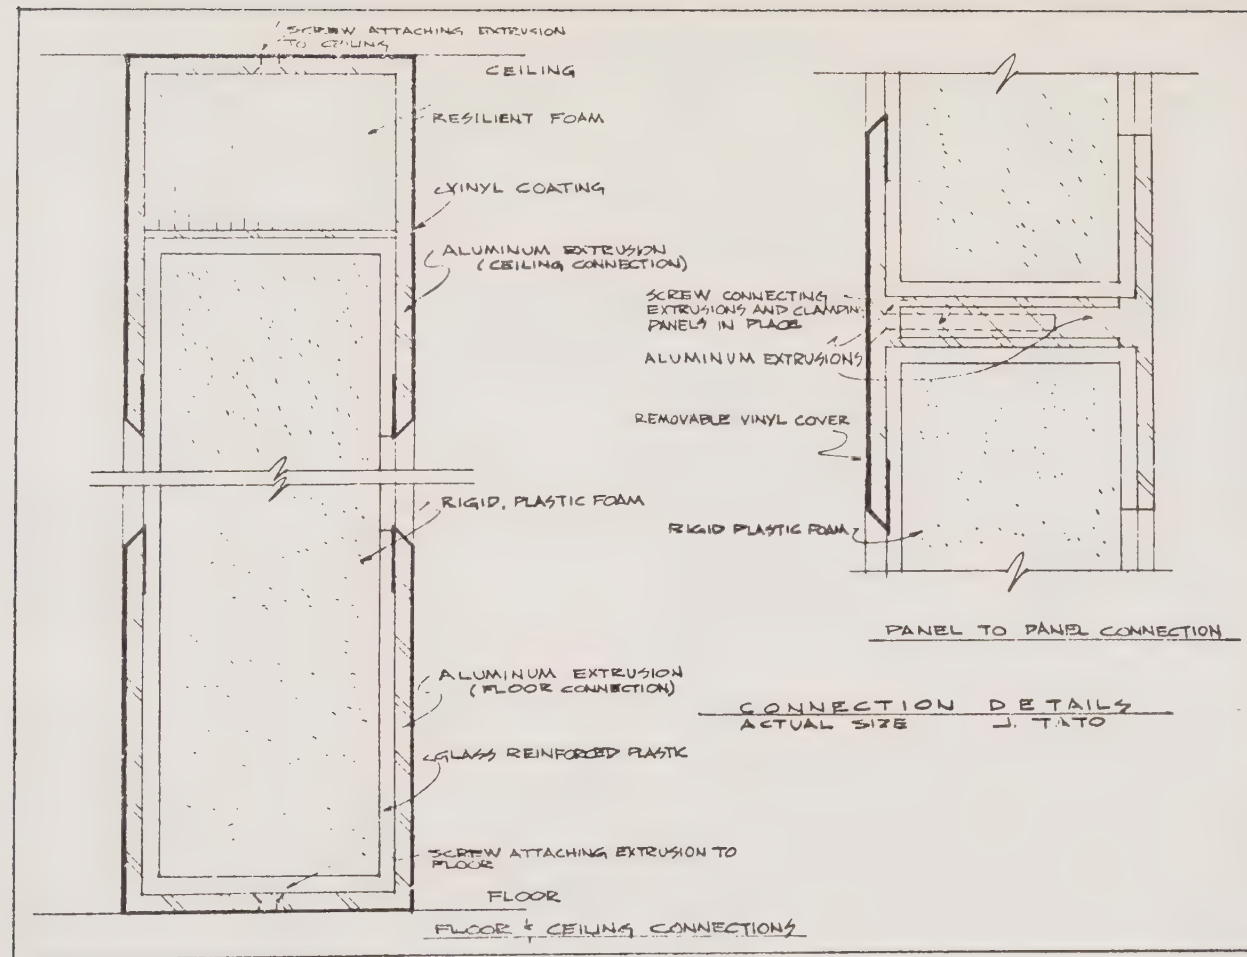 SCREW ATTACHING EXTRUSION
TO CEILING
CEILING
RESILIENT FOAM
VINYL COATING
ALUMINUM EXTRUSION
(CEILING CONNECTION)
RIGID, PLASTIC FOAM
ALUMINUM EXTRUSION
(FLOOR CONNECTION)
GLASS REINFORCED PLASTIC
SCREW ATTACHING EXTRUSION TO
FLOOR
FLOOR
FLOOR & CEILING CONNECTIONS
SCREW CONNECTING
EXTRUSIONS AND CLAMPIN
PANELS IN PLACE
ALUMINUM EXTRUSIONS
REMOVABLE VINYL COVER
RIGID PLASTIC FOAM
PANEL TO PANEL CONNECTION
CONNECTION DETAILS
ACTUAL SIZE J. TATO